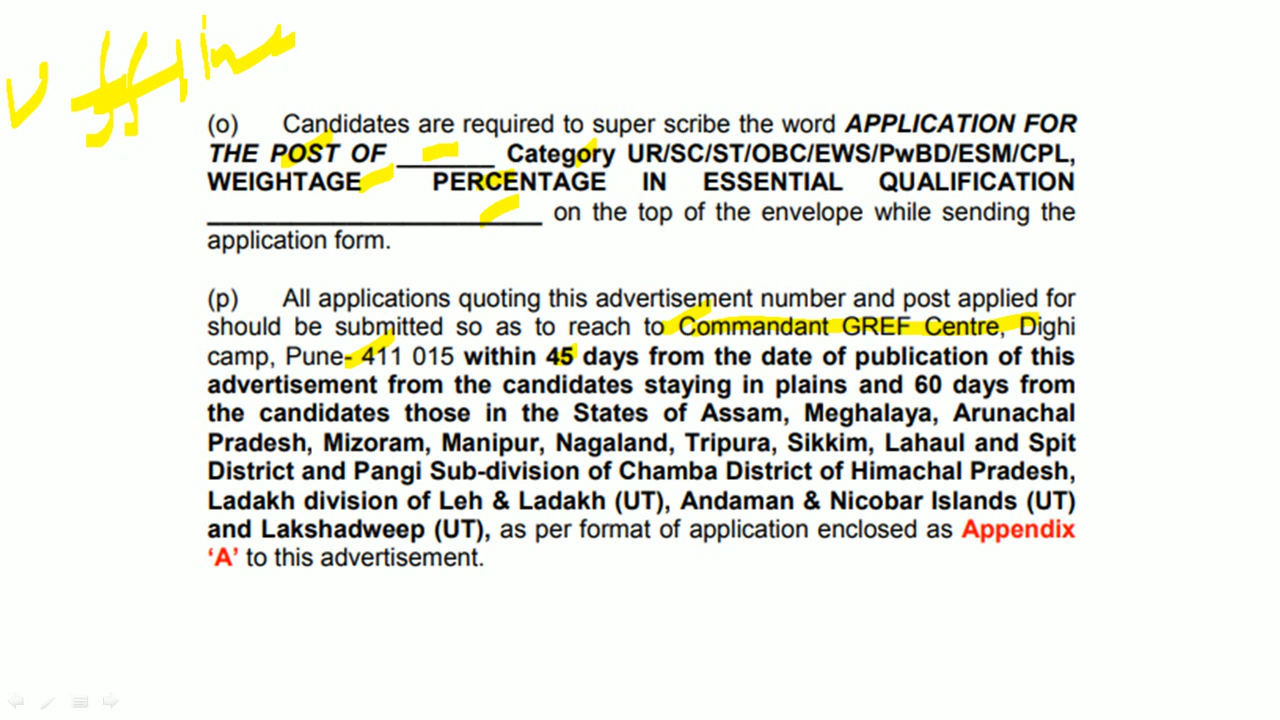 offline
(o) Candidates are required to super scribe the word APPLICATION FOR
THE POST OF _______ Category UR/SC/ST/OBC/EWS/PwBD/ESM/CPL,
WEIGHTAGE PERCENTAGE IN ESSENTIAL QUALIFICATION
________________________ on the top of the envelope while sending the
application form.
(p) All applications quoting this advertisement number and post applied for
should be submitted so as to reach to Commandant GREF Centre, Dighi
camp, Pune- 411 015 within 45 days from the date of publication of this
advertisement from the candidates staying in plains and 60 days from
the candidates those in the States of Assam, Meghalaya, Arunachal
Pradesh, Mizoram, Manipur, Nagaland, Tripura, Sikkim, Lahaul and Spit
District and Pangi Sub-division of Chamba District of Himachal Pradesh,
Ladakh division of Leh & Ladakh (UT), Andaman & Nicobar Islands (UT)
and Lakshadweep (UT), as per format of application enclosed as Appendix
‘A’ to this advertisement.